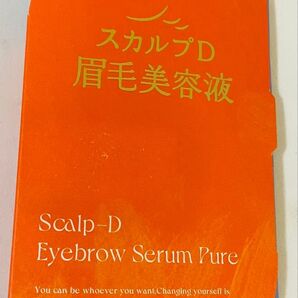 スカルプD
眉毛美容液
Scalp-D
Eyebrow Serum Pure
You can be whoever you want.Changing yourself is